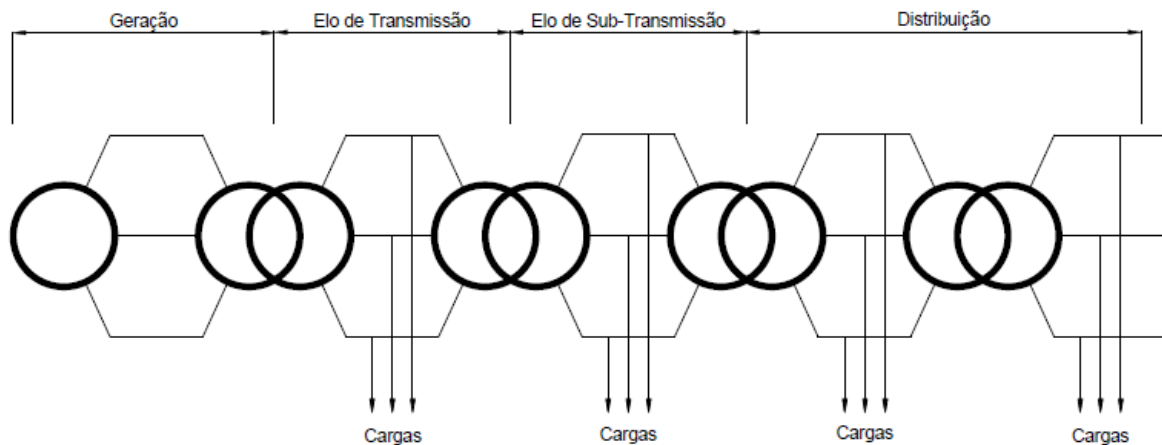 Geração
Elo de Transmissão
Elo de Sub-Transmissão
Distribuição
Cargas
Cargas
Cargas
Cargas